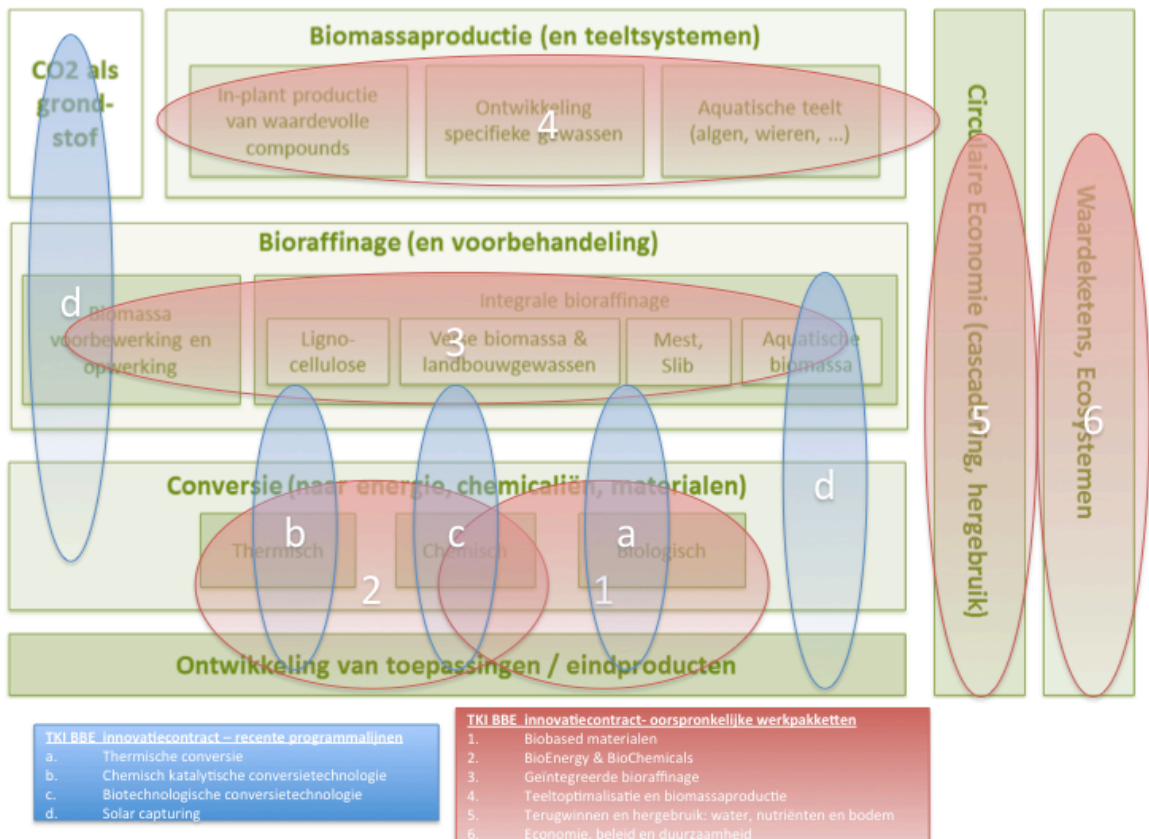 CO2 als
grond-
stof
Biomassaproductie (en teeltsystemen)
In-plant productie
van waardevolle
compounds
Ontwikkeling
specifieke gewassen
4
Aquatische teelt
(algen, wieren, ...)
Circulaire Economie (cascadering, hergebruik)
5
Waardeketens, Ecosystemen
6
Bioraffinage (en voorbehandeling)
d
Biomassa
voorbewerking en
opwerking
Integrale bioraffinage
Ligno-
cellulose
3
Verse biomassa &
landbouwgewassen
Mest,
Slib
Aquatische
biomassa
Conversie (naar energie, chemicaliën, materialen)
d
b
c
a
Thermisch
Chemisch
Biologisch
2
1
Ontwikkeling van toepassingen / eindproducten
TKI BBE innovatiecontract – recente programmalijnen
a. Thermische conversie
b. Chemisch katalytische conversietechnologie
c. Biotechnologische conversietechnologie
d. Solar capturing
TKI BBE innovatiecontract- oorspronkelijke werkpakketten
1. Biobased materialen
2. BioEnergy & BioChemicals
3. Geïntegreerde bioraffinage
4. Teeltoptimalisatie en biomassaproductie
5. Terugwinnen en hergebruik: water, nutriënten en bodem
6. Economie, beleid en duurzaamheid